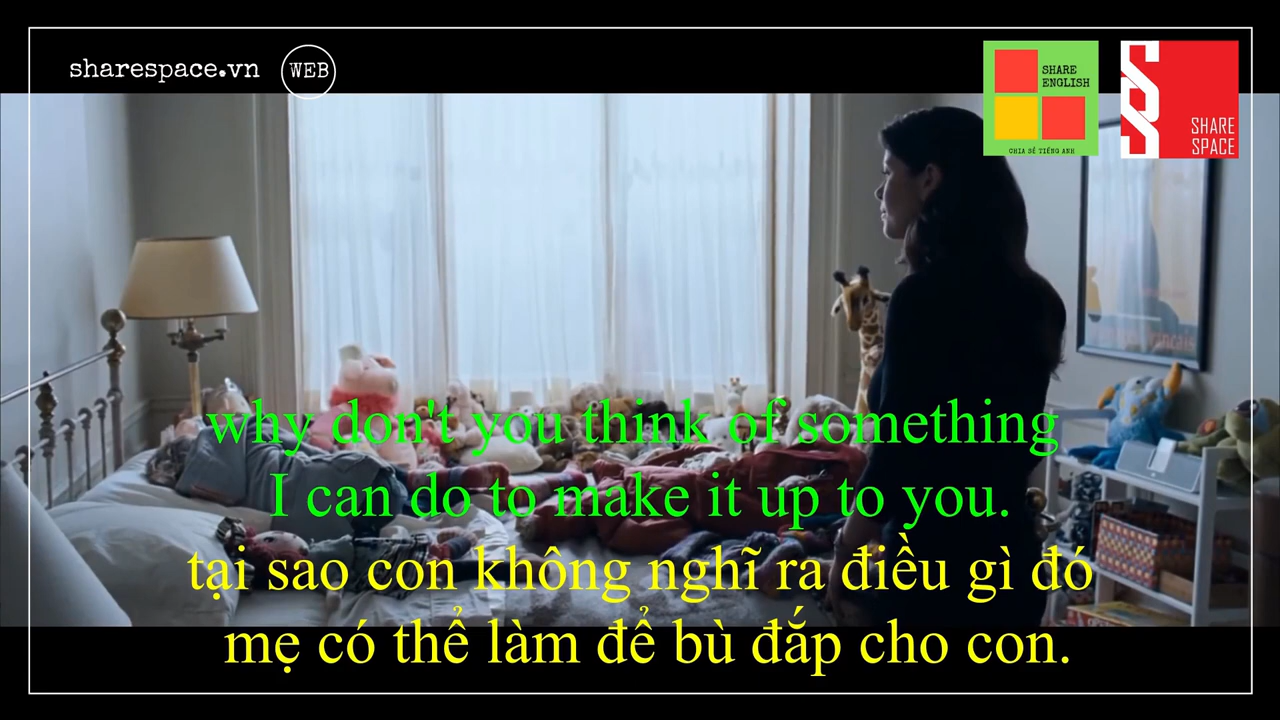 sharespace.vn WEB
SHARE
ENGLISH
CHIA SẺ TIẾNG ANH
SHARE
SPACE
why don't you think of something
I can do to make it up to you.
tại sao con không nghĩ ra điều gì đó
mẹ có thể làm để bù đắp cho con.